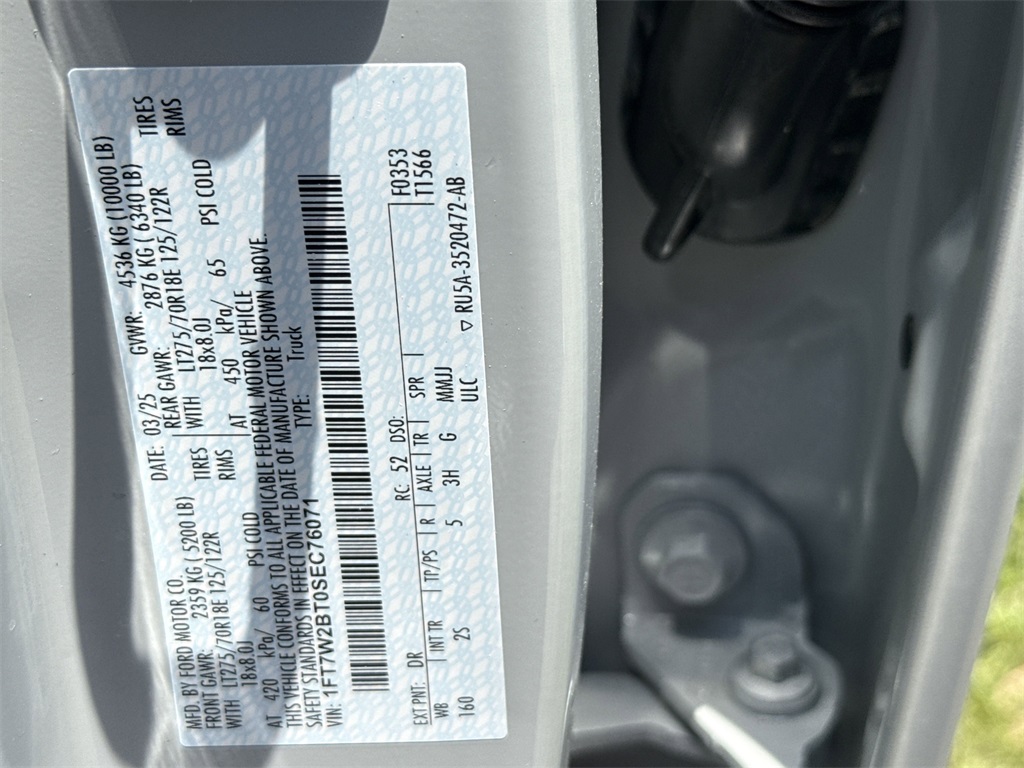 MFD. BY FORD MOTOR CO. DATE: 03/25 GVWR: 4536 KG (10000 LB)
FRONT GAWR: 2359 KG (5200 LB) REAR GAWR: 2876 KG (6340 LB)
WITH LT275/70R18E 125/122R TIRES WITH LT275/70R18E 125/122R TIRES
18x8.0J RIMS 18x8.0J RIMS
AT 420 kPa/ 60 PSI COLD AT 450 kPa/ 65 PSI COLD
THIS VEHICLE CONFORMS TO ALL APPLICABLE FEDERAL MOTOR VEHICLE
SAFETY STANDARDS IN EFFECT ON THE DATE OF MANUFACTURE SHOWN ABOVE.
VIN: 1FT7W2BT0SEC76071 TYPE: Truck
F0353
EXT PNT: DR RC: 52 DSO: T1566
WB INT TR TP/PS R AXLE TR SPR
160 2S 5 3H G MMJJ
ULC ▽ RU5A-3520472-AB